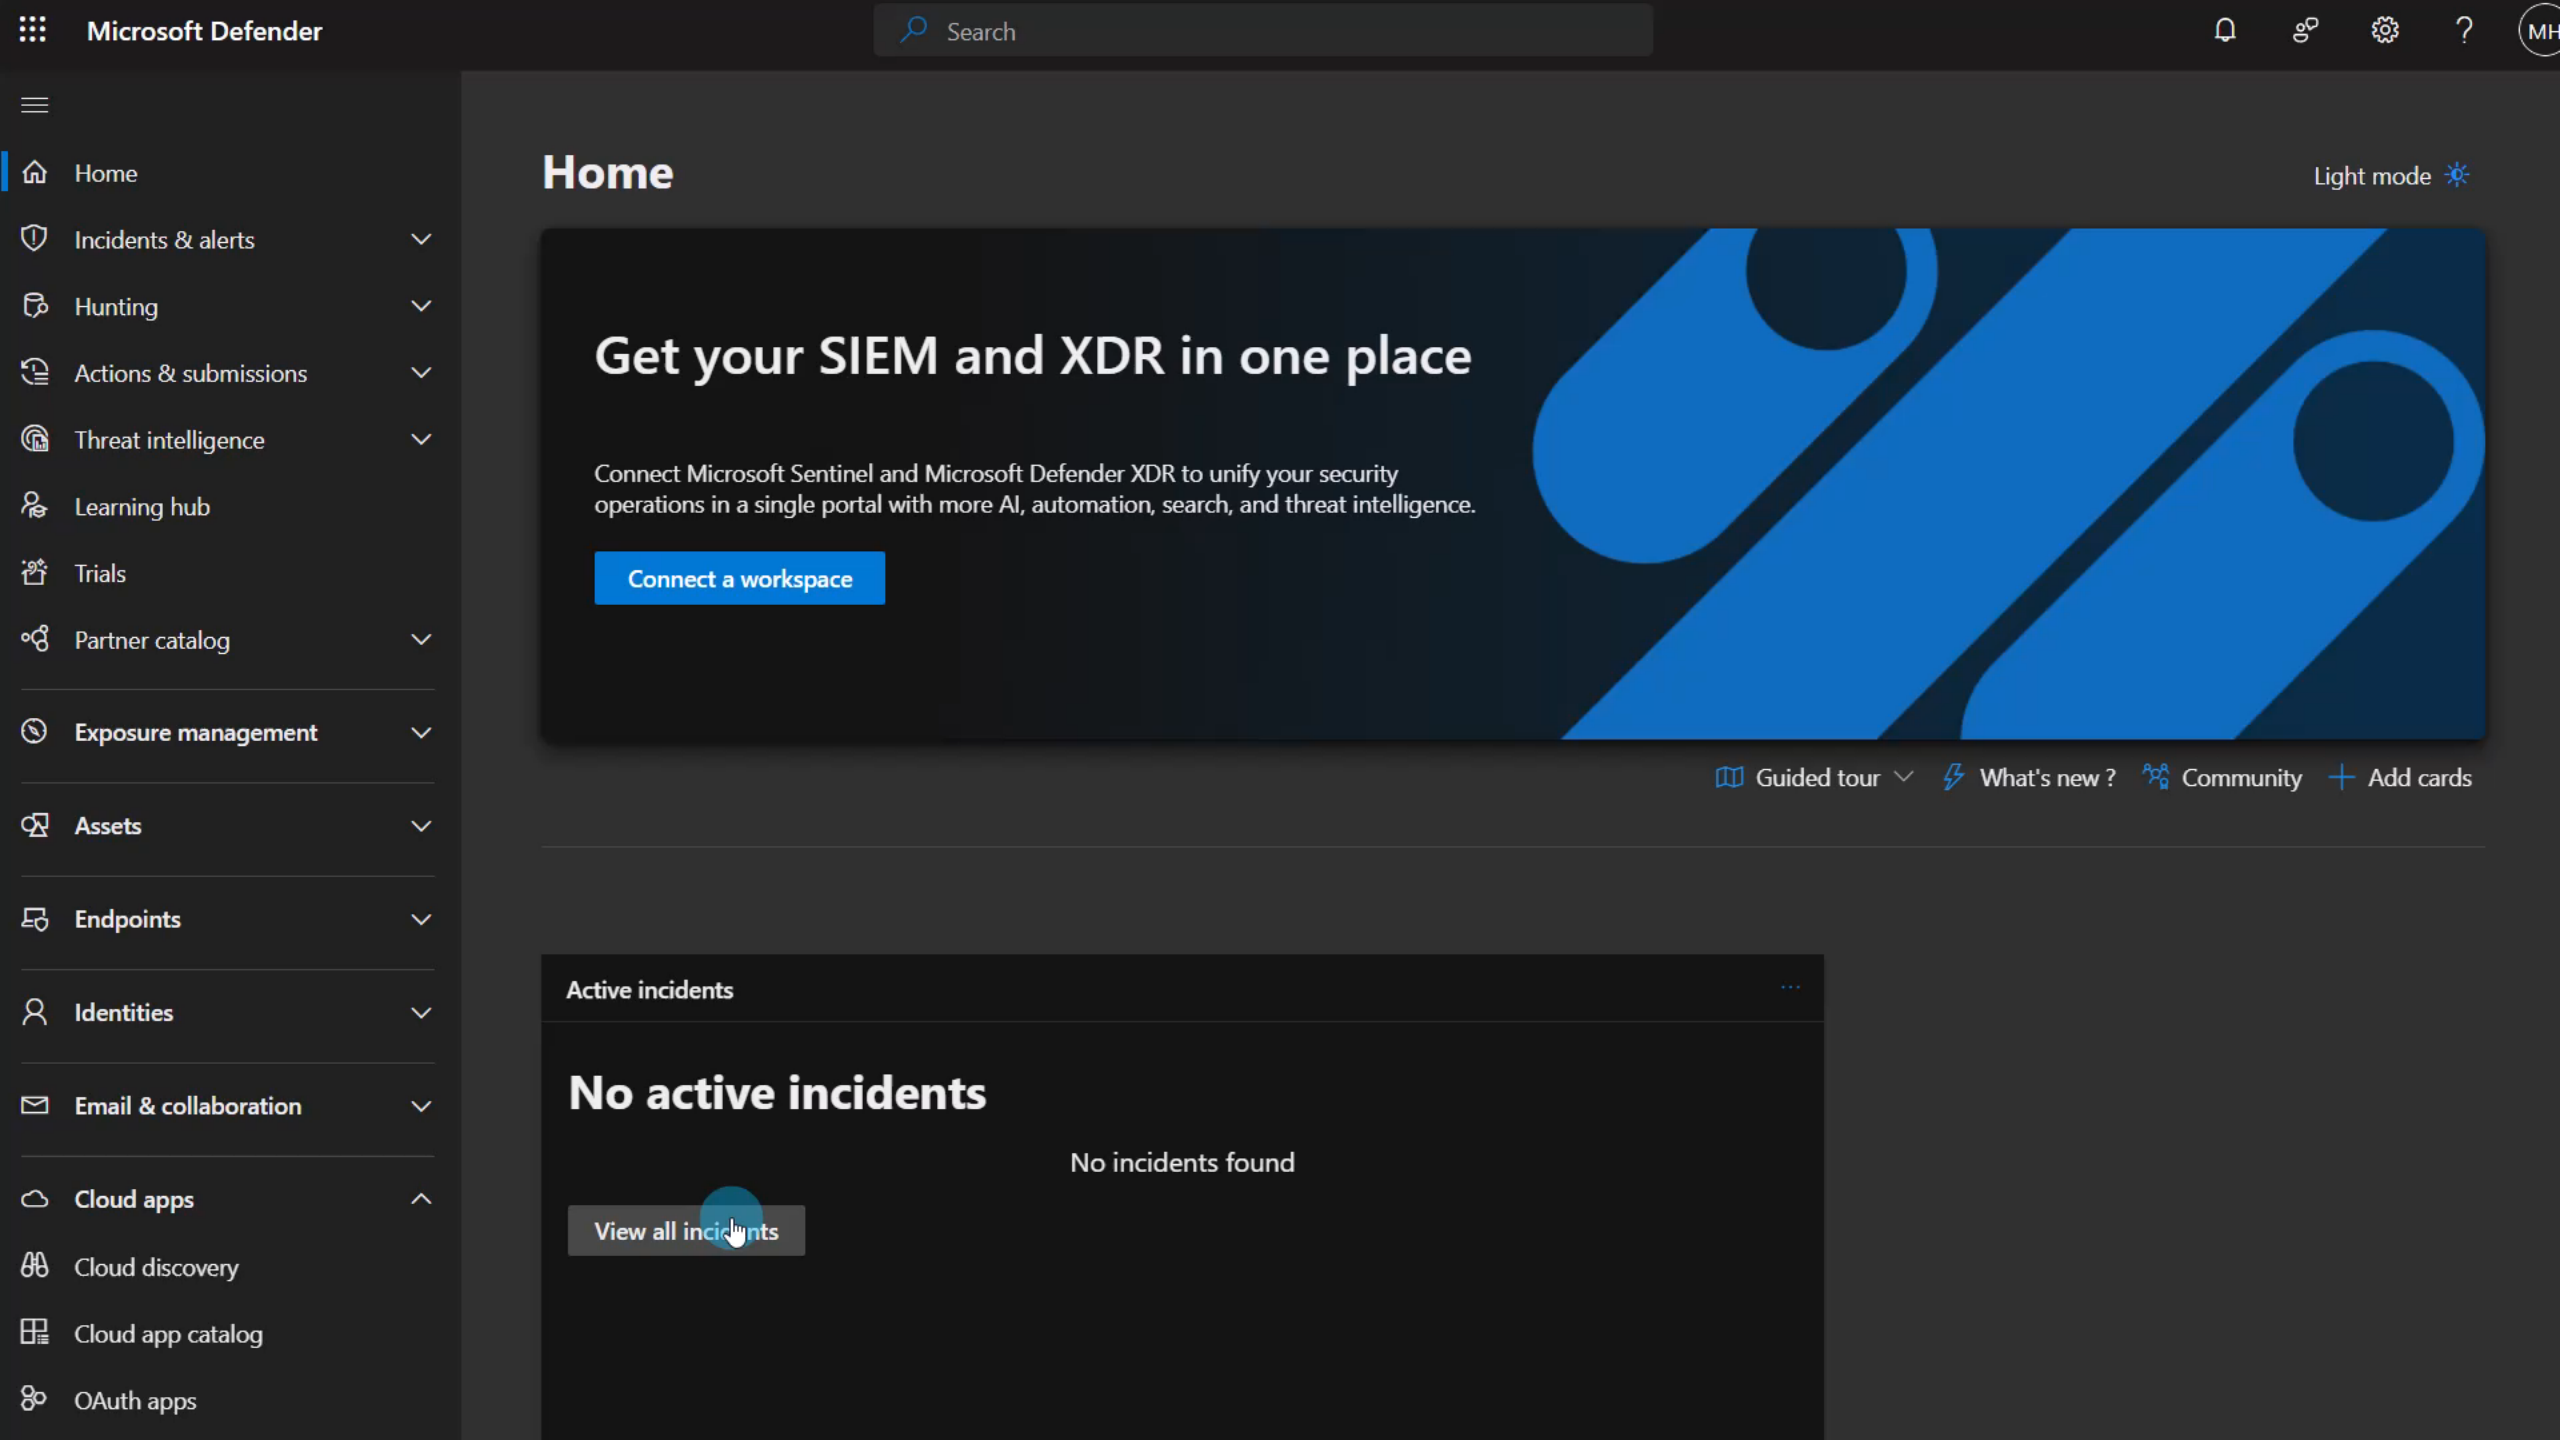 Microsoft Defender
Search
MH
Home
Incidents & alerts
Hunting
Actions & submissions
Threat intelligence
Learning hub
Trials
Partner catalog
Exposure management
Assets
Endpoints
Identities
Email & collaboration
Cloud apps
Cloud discovery
Cloud app catalog
OAuth apps
Home
Light mode
Get your SIEM and XDR in one place
Connect Microsoft Sentinel and Microsoft Defender XDR to unify your security
operations in a single portal with more AI, automation, search, and threat intelligence.
Connect a workspace
Guided tour
What's new ?
Community
Add cards
Active incidents
No active incidents
No incidents found
View all incidents